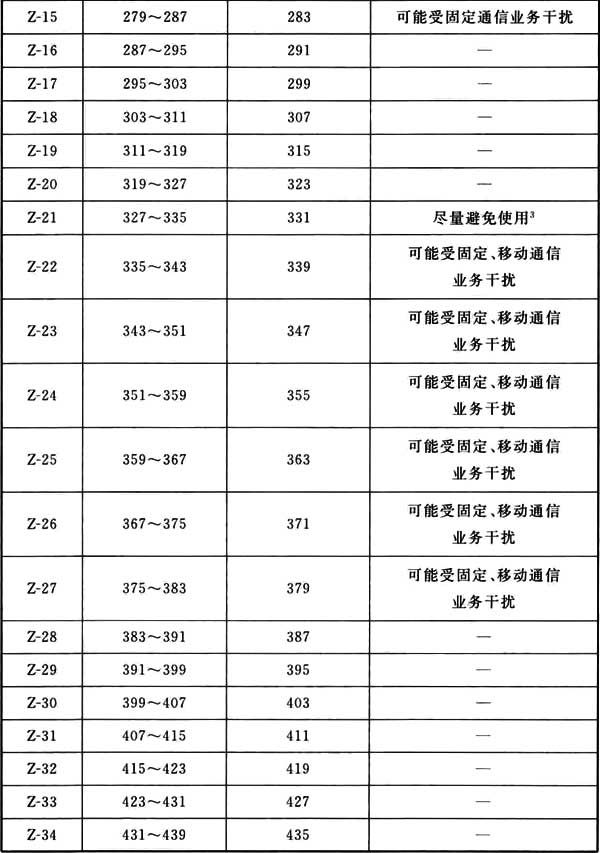 Z-15 279～287 283 可能受固定通信业务干扰
Z-16 287～295 291 —
Z-17 295～303 299 —
Z-18 303～311 307 —
Z-19 311～319 315 —
Z-20 319～327 323 —
Z-21 327～335 331 尽量避免使用³
Z-22 335～343 339 可能受固定、移动通信
业务干扰
Z-23 343～351 347 可能受固定、移动通信
业务干扰
Z-24 351～359 355 可能受固定、移动通信
业务干扰
Z-25 359～367 363 可能受固定、移动通信
业务干扰
Z-26 367～375 371 可能受固定、移动通信
业务干扰
Z-27 375～383 379 可能受固定、移动通信
业务干扰
Z-28 383～391 387 —
Z-29 391～399 395 —
Z-30 399～407 403 —
Z-31 407～415 411 —
Z-32 415～423 419 —
Z-33 423～431 427 —
Z-34 431～439 435 —